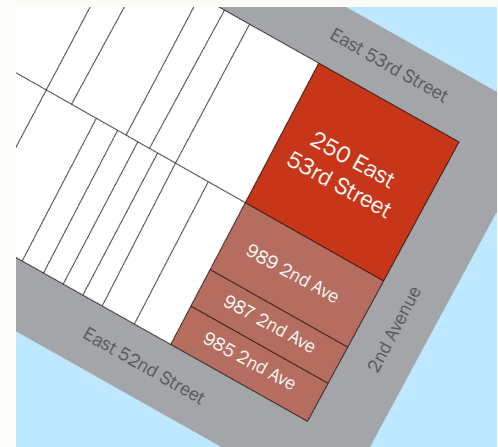 East 53rd Street
250 East
53rd Street
989 2nd Ave
987 2nd Ave
985 2nd Ave
2nd Avenue
East 52nd Street